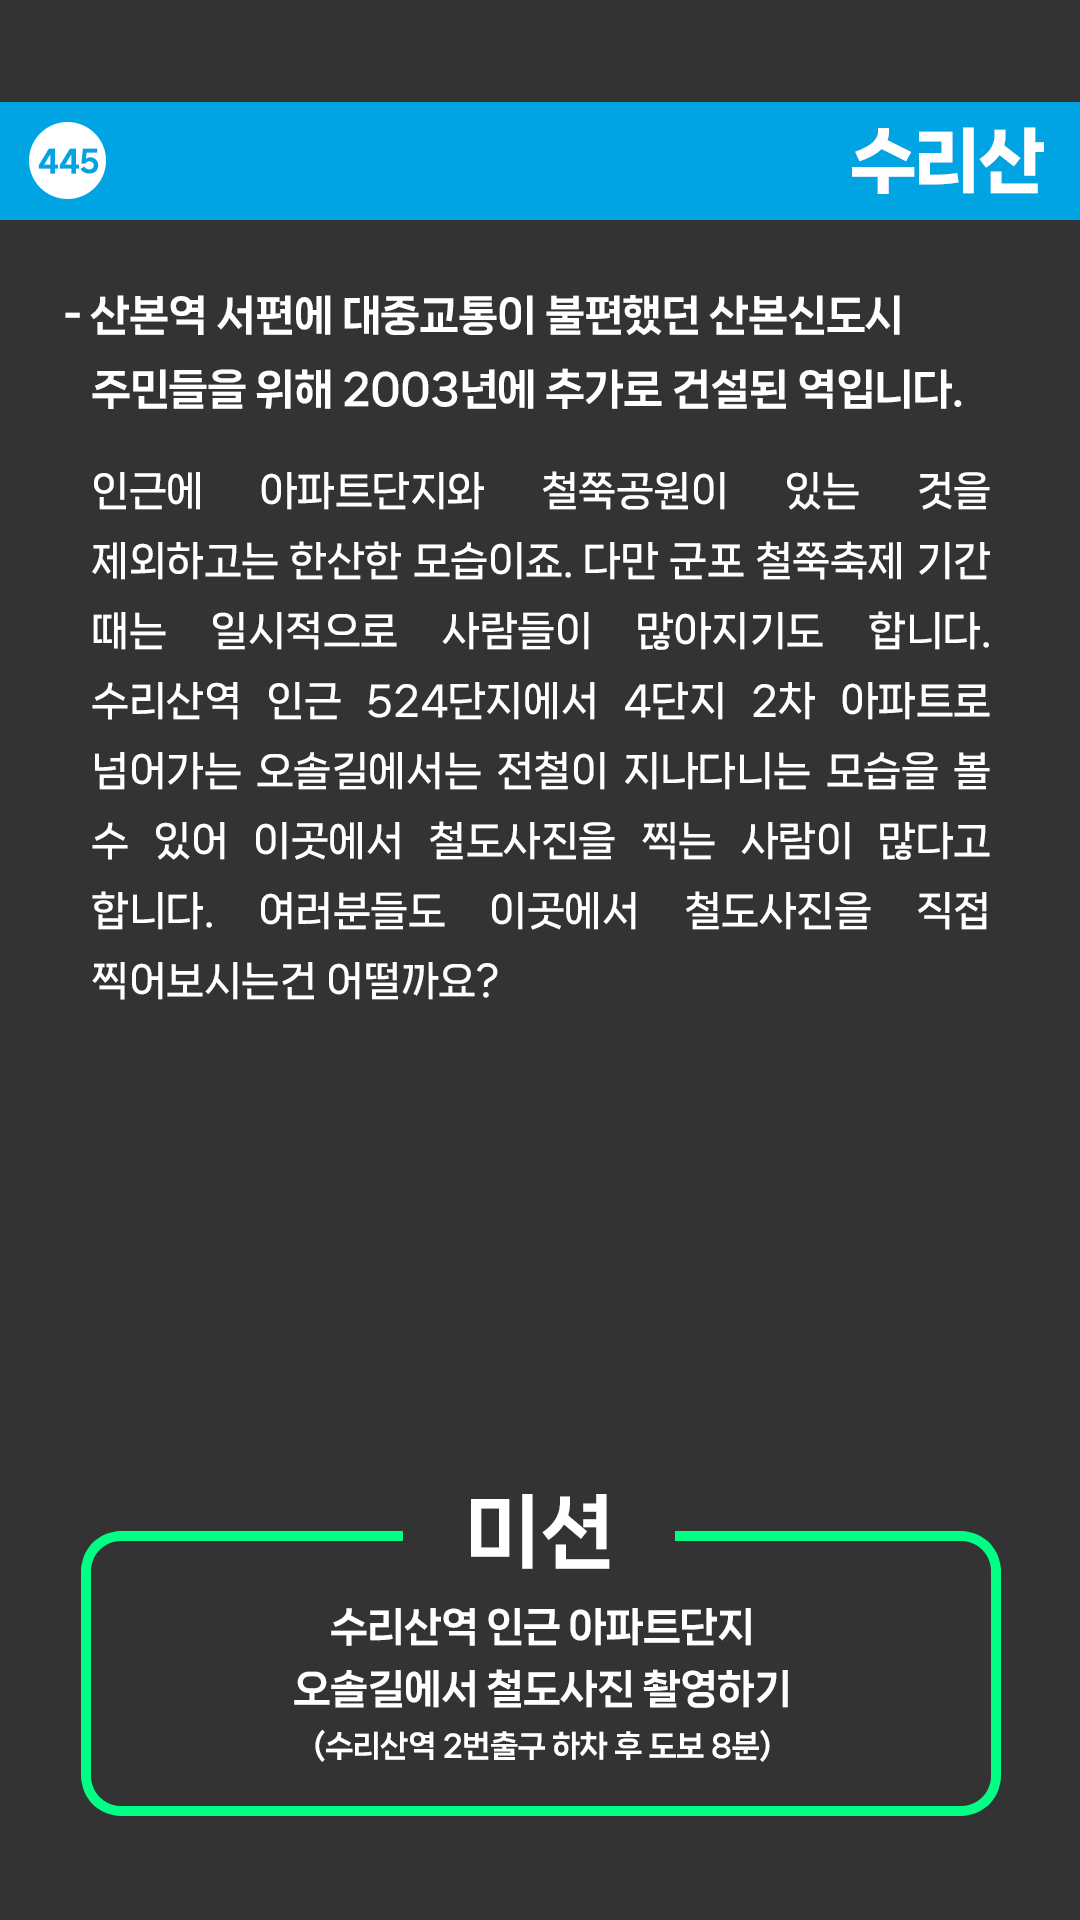 445
수리산
- 산본역 서편에 대중교통이 불편했던 산본신도시
주민들을 위해 2003년에 추가로 건설된 역입니다.
인근에 아파트단지와 철쭉공원이 있는 것을
제외하고는 한산한 모습이죠. 다만 군포 철쭉축제 기간
때는 일시적으로 사람들이 많아지기도 합니다.
수리산역 인근 524단지에서 4단지 2차 아파트로
넘어가는 오솔길에서는 전철이 지나다니는 모습을 볼
수 있어 이곳에서 철도사진을 찍는 사람이 많다고
합니다. 여러분들도 이곳에서 철도사진을 직접
찍어보시는건 어떨까요?
미션
수리산역 인근 아파트단지
오솔길에서 철도사진 촬영하기
(수리산역 2번출구 하차 후 도보 8분)